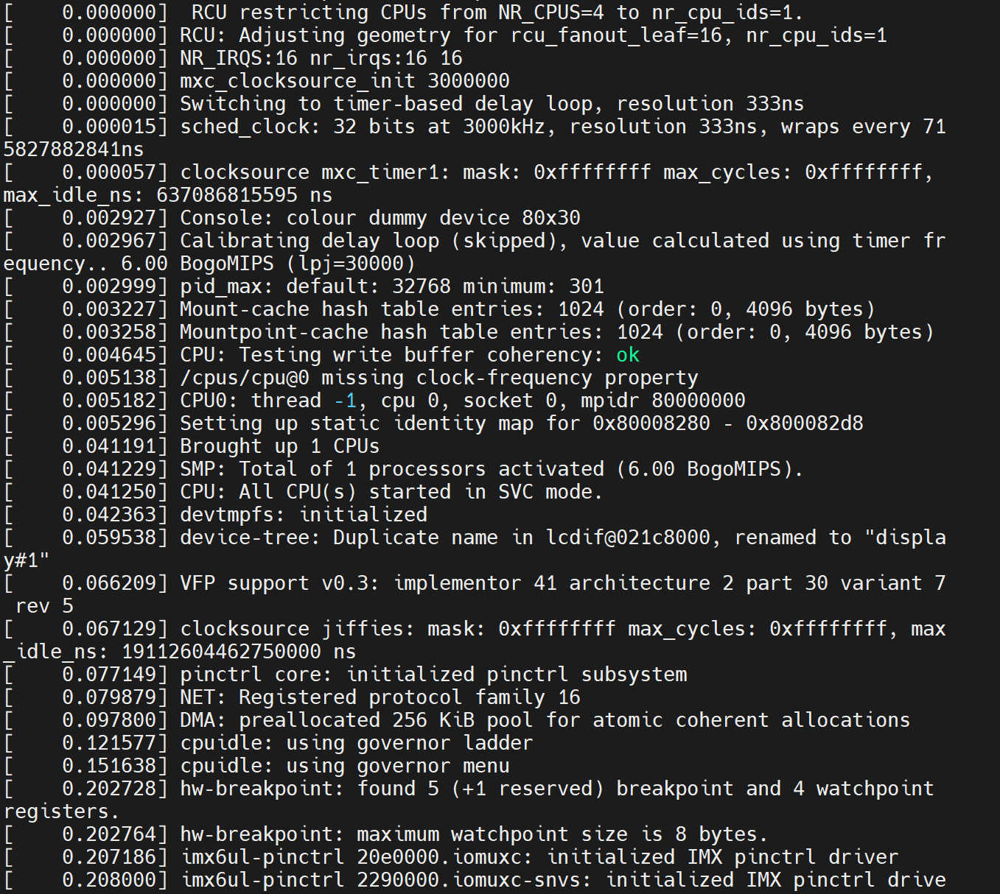 [    0.000000]  RCU restricting CPUs from NR_CPUS=4 to nr_cpu_ids=1.
[    0.000000] RCU: Adjusting geometry for rcu_fanout_leaf=16, nr_cpu_ids=1
[    0.000000] NR_IRQS:16 nr_irqs:16 16
[    0.000000] mxc_clocksource_init 3000000
[    0.000000] Switching to timer-based delay loop, resolution 333ns
[    0.000015] sched_clock: 32 bits at 3000kHz, resolution 333ns, wraps every 71
5827882841ns
[    0.000057] clocksource mxc_timer1: mask: 0xffffffff max_cycles: 0xffffffff,
max_idle_ns: 637086815595 ns
[    0.002927] Console: colour dummy device 80x30
[    0.002967] Calibrating delay loop (skipped), value calculated using timer fr
equency.. 6.00 BogoMIPS (lpj=30000)
[    0.002999] pid_max: default: 32768 minimum: 301
[    0.003227] Mount-cache hash table entries: 1024 (order: 0, 4096 bytes)
[    0.003258] Mountpoint-cache hash table entries: 1024 (order: 0, 4096 bytes)
[    0.004645] CPU: Testing write buffer coherency: ok
[    0.005138] /cpus/cpu@0 missing clock-frequency property
[    0.005182] CPU0: thread -1, cpu 0, socket 0, mpidr 80000000
[    0.005296] Setting up static identity map for 0x80008280 - 0x800082d8
[    0.041191] Brought up 1 CPUs
[    0.041229] SMP: Total of 1 processors activated (6.00 BogoMIPS).
[    0.041250] CPU: All CPU(s) started in SVC mode.
[    0.042363] devtmpfs: initialized
[    0.059538] device-tree: Duplicate name in lcdif@021c8000, renamed to "displa
y#1"
[    0.066209] VFP support v0.3: implementor 41 architecture 2 part 30 variant 7
 rev 5
[    0.067129] clocksource jiffies: mask: 0xffffffff max_cycles: 0xffffffff, max
_idle_ns: 19112604462750000 ns
[    0.077149] pinctrl core: initialized pinctrl subsystem
[    0.079879] NET: Registered protocol family 16
[    0.097800] DMA: preallocated 256 KiB pool for atomic coherent allocations
[    0.121577] cpuidle: using governor ladder
[    0.151638] cpuidle: using governor menu
[    0.202728] hw-breakpoint: found 5 (+1 reserved) breakpoint and 4 watchpoint
registers.
[    0.202764] hw-breakpoint: maximum watchpoint size is 8 bytes.
[    0.207186] imx6ul-pinctrl 20e0000.iomuxc: initialized IMX pinctrl driver
[    0.208000] imx6ul-pinctrl 2290000.iomuxc-snvs: initialized IMX pinctrl drive